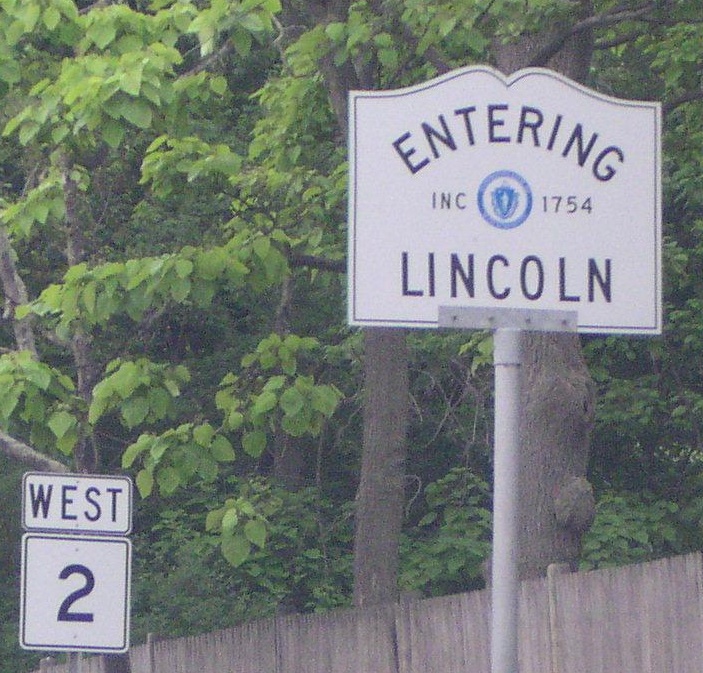 ENTERING
INC 1754
LINCOLN
WEST
2